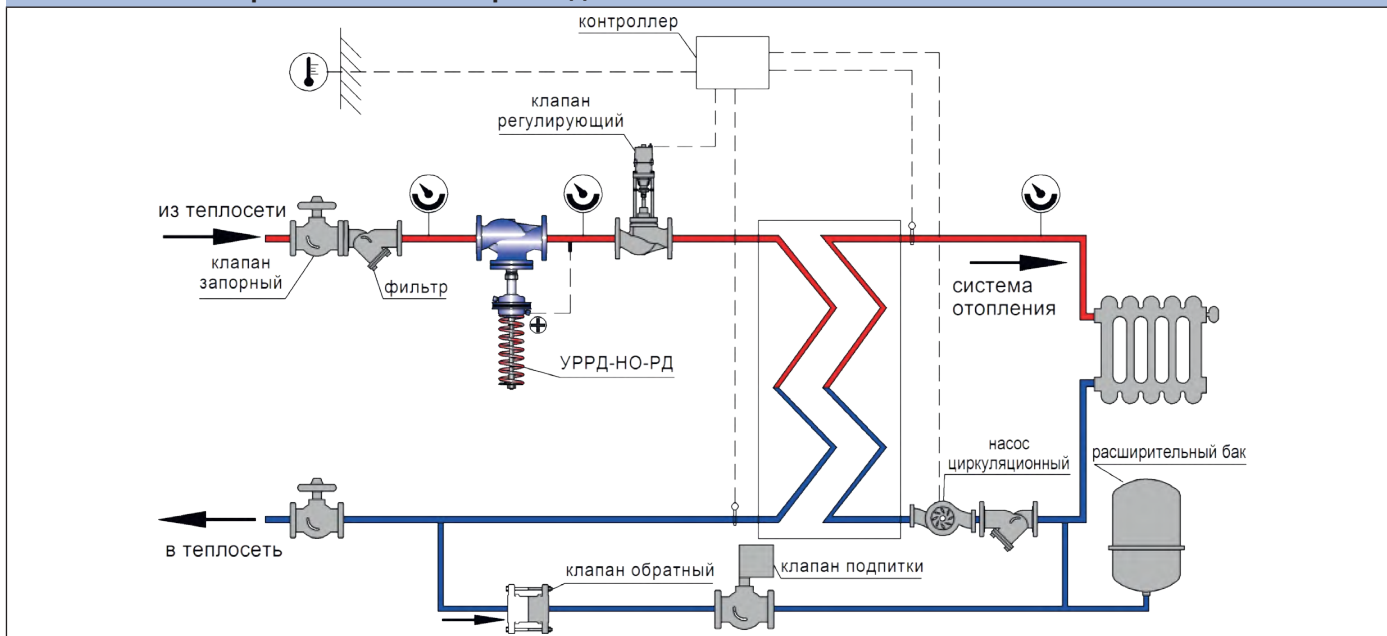 контроллер
клапан
регулирующий
из теплосети
клапан
запорный
фильтр
УРРД-НО-РД
система
отопления
насос
циркуляционный
расширительный бак
в теплосеть
клапан обратный
клапан подпитки